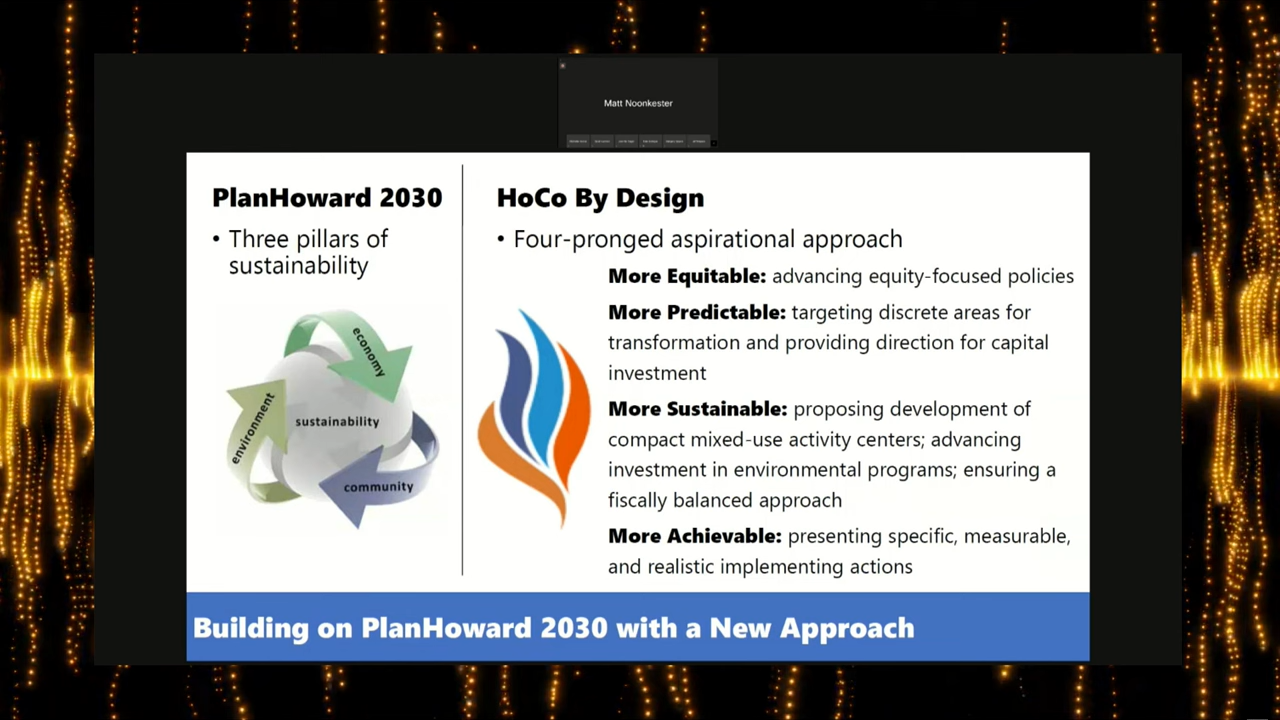 Matt Noonkester
PlanHoward 2030
• Three pillars of
sustainability
economy
environment
sustainability
community
HoCo By Design
• Four-pronged aspirational approach
More Equitable: advancing equity-focused policies
More Predictable: targeting discrete areas for
transformation and providing direction for capital
investment
More Sustainable: proposing development of
compact mixed-use activity centers; advancing
investment in environmental programs; ensuring a
fiscally balanced approach
More Achievable: presenting specific, measurable,
and realistic implementing actions
Building on PlanHoward 2030 with a New Approach